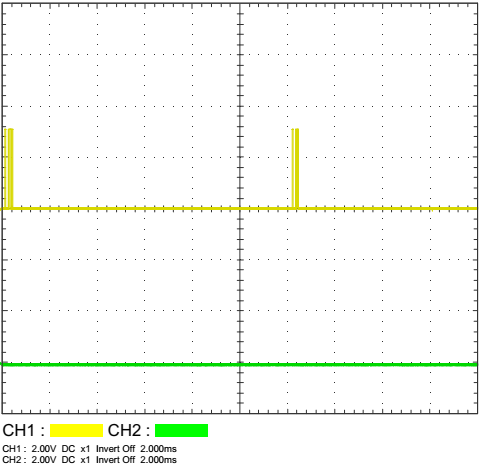 CH1 : CH2 :
CH1 : 2.00V DC x1 Invert Off 2.000ms
CH2 : 2.00V DC x1 Invert Off 2.000ms